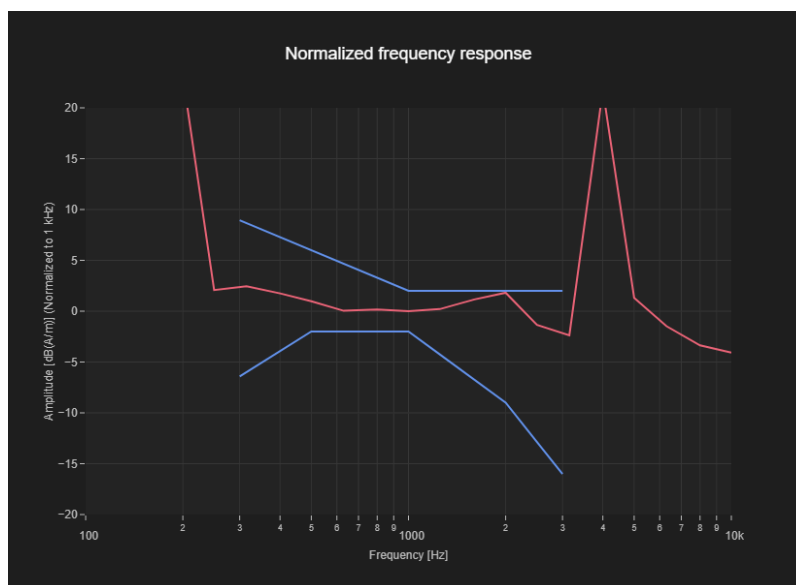 Normalized frequency response
Amplitude [dB(A/m)] (Normalized to 1 kHz)
20
15
10
5
0
−5
−10
−15
−20
100 2 3 4 5 6 7 8 9 1000 2 3 4 5 6 7 8 9 10k
Frequency [Hz]